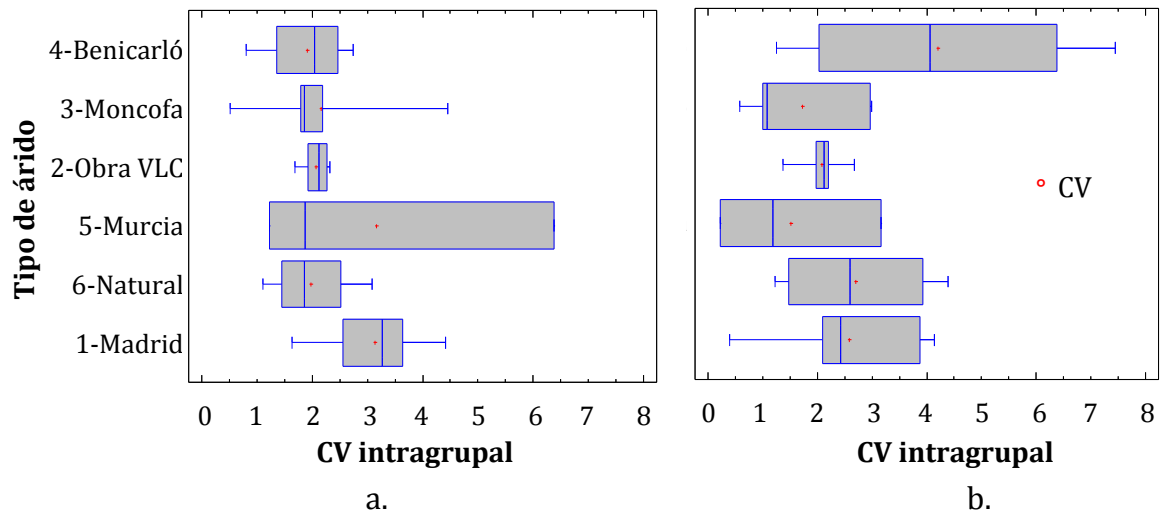 Tipo de árido
4-Benicarló
3-Moncofa
2-Obra VLC
5-Murcia
6-Natural
1-Madrid
0 1 2 3 4 5 6 7 8
CV intragrupal
a.
CV
0 1 2 3 4 5 6 7 8
CV intragrupal
b.